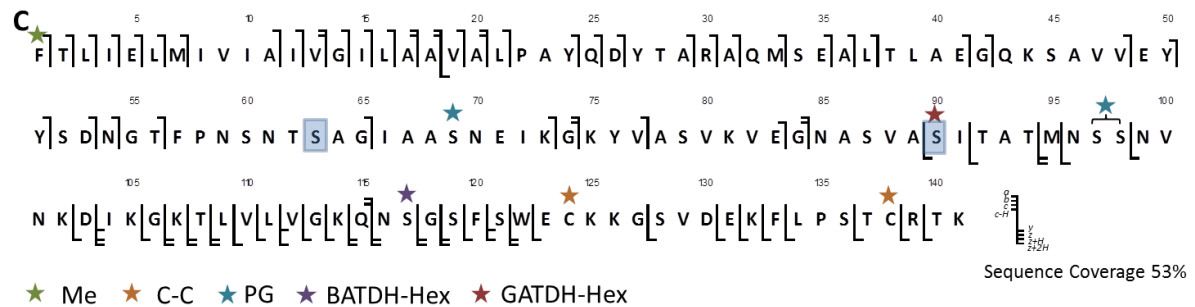 C
5 10 15 20 25 30 35 40 45 50
F T L I E L M I V I A I V G I L A A V A L P A Y Q D Y T A R A Q M S E A L T L A E G Q K S A V V E Y
55 60 65 70 75 80 85 90 95 100
Y S D N G T F P N S N T S A G I A A S N E I K G K Y V A S V K V E G N A S V A S I T A T M N S S N V
105 110 115 120 125 130 135 140
N K D I K G K T L V L V G K Q N S G S F S W E C K K G S V D E K F L P S T C R T K
a
b
c
c-H
y
z
z+H
z+2H
Sequence Coverage 53%
Me C-C PG BATDH-Hex GATDH-Hex